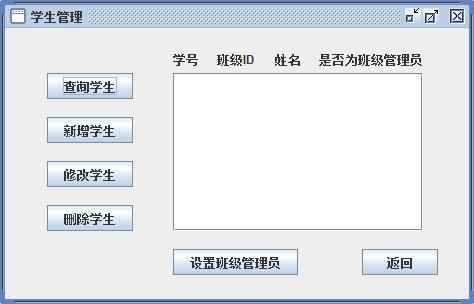 学生管理
学号 班级ID 姓名 是否为班级管理员
查询学生
新增学生
修改学生
删除学生
设置班级管理员 返回